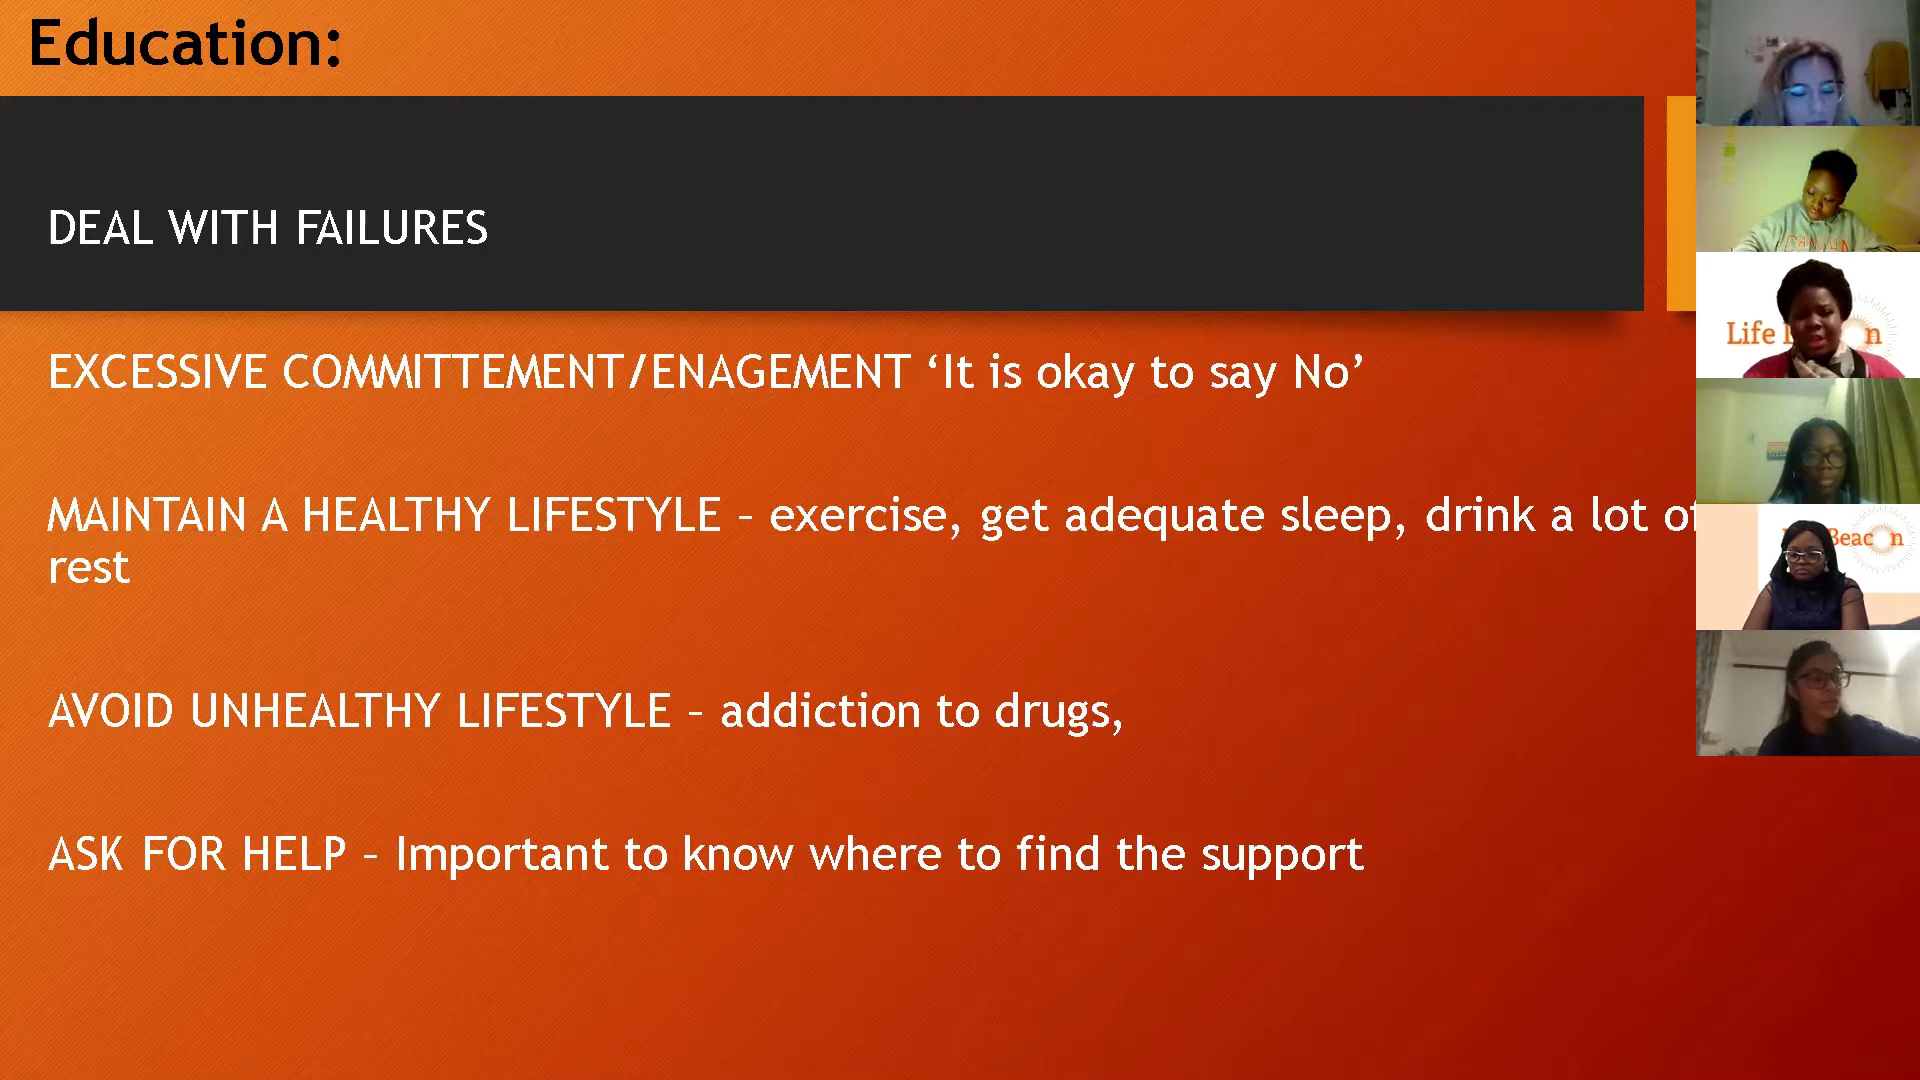 Education:
DEAL WITH FAILURES
EXCESSIVE COMMITTEMENT/ENAGEMENT ‘It is okay to say No’
MAINTAIN A HEALTHY LIFESTYLE – exercise, get adequate sleep, drink a lot of
rest
AVOID UNHEALTHY LIFESTYLE – addiction to drugs,
ASK FOR HELP – Important to know where to find the support
Life